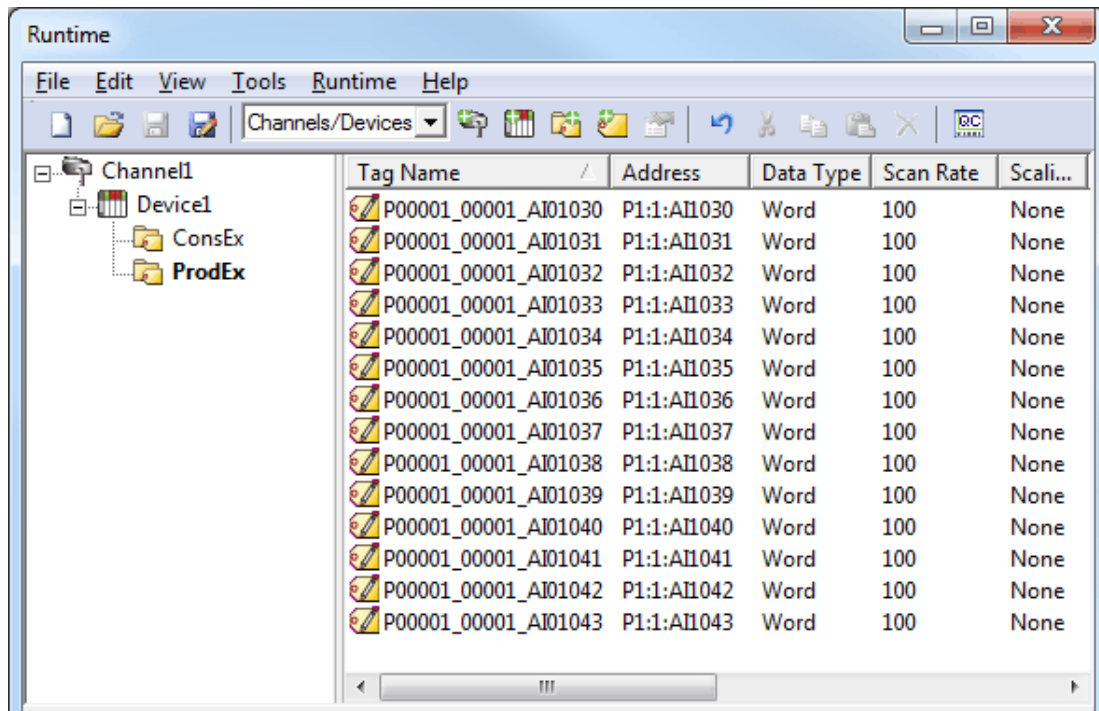 Runtime
File Edit View Tools Runtime Help
Channels/Devices QC
Channel1
Device1
ConsEx
ProdEx
Tag Name Address Data Type Scan Rate Scali...
P00001_00001_AI01030 P1:1:AI1030 Word 100 None
P00001_00001_AI01031 P1:1:AI1031 Word 100 None
P00001_00001_AI01032 P1:1:AI1032 Word 100 None
P00001_00001_AI01033 P1:1:AI1033 Word 100 None
P00001_00001_AI01034 P1:1:AI1034 Word 100 None
P00001_00001_AI01035 P1:1:AI1035 Word 100 None
P00001_00001_AI01036 P1:1:AI1036 Word 100 None
P00001_00001_AI01037 P1:1:AI1037 Word 100 None
P00001_00001_AI01038 P1:1:AI1038 Word 100 None
P00001_00001_AI01039 P1:1:AI1039 Word 100 None
P00001_00001_AI01040 P1:1:AI1040 Word 100 None
P00001_00001_AI01041 P1:1:AI1041 Word 100 None
P00001_00001_AI01042 P1:1:AI1042 Word 100 None
P00001_00001_AI01043 P1:1:AI1043 Word 100 None